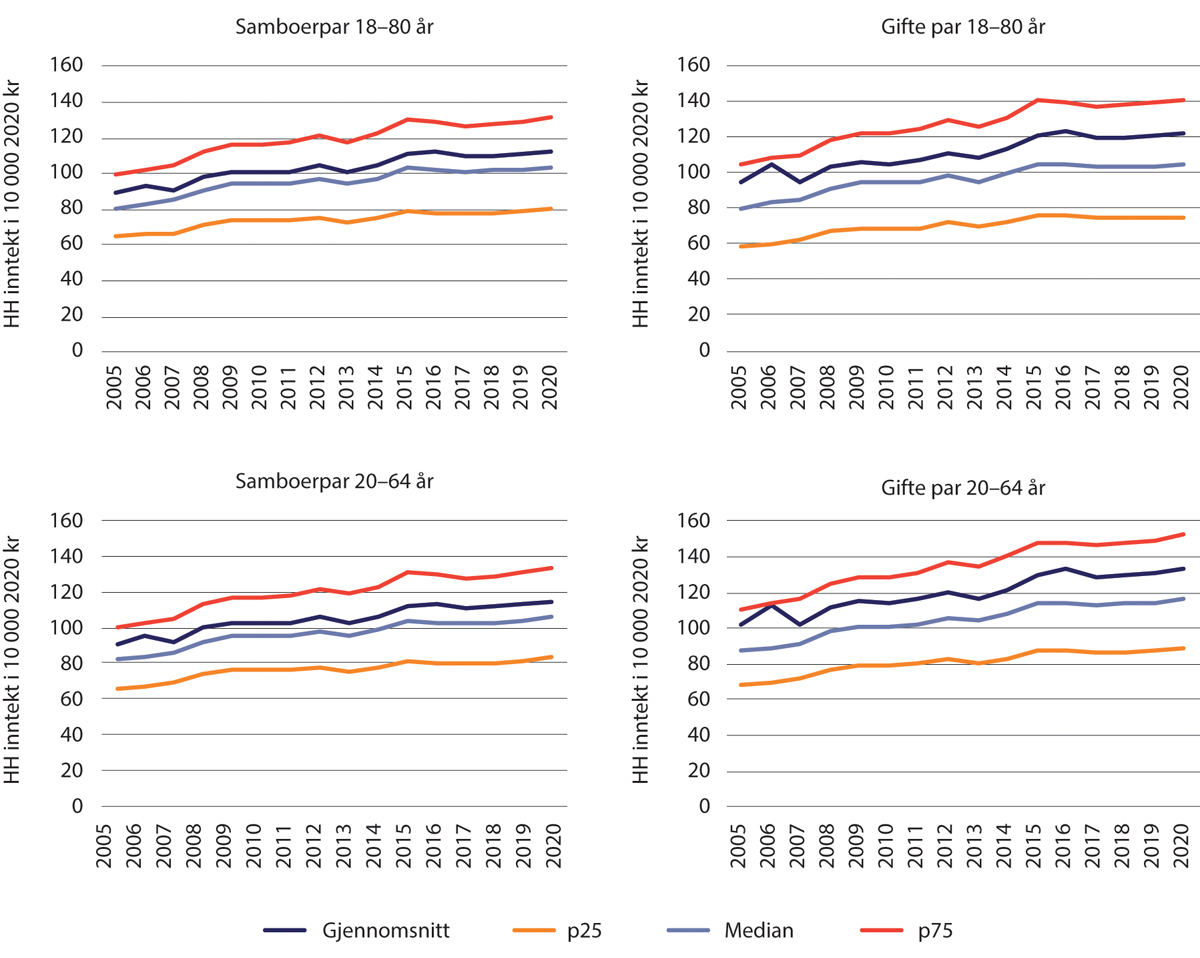 Samboerpar 18–80 år
HH inntekt i 10 000 2020 kr
160
140
120
100
80
60
40
20
0
2005 2006 2007 2008 2009 2010 2011 2012 2013 2014 2015 2016 2017 2018 2019 2020
Gifte par 18–80 år
HH inntekt i 10 000 2020 kr
160
140
120
100
80
60
40
20
0
2005 2006 2007 2008 2009 2010 2011 2012 2013 2014 2015 2016 2017 2018 2019 2020
Samboerpar 20–64 år
HH inntekt i 10 000 2020 kr
160
140
120
100
80
60
40
20
0
2005 2006 2007 2008 2009 2010 2011 2012 2013 2014 2015 2016 2017 2018 2019 2020
Gifte par 20–64 år
HH inntekt i 10 000 2020 kr
160
140
120
100
80
60
40
20
0
2005 2006 2007 2008 2009 2010 2011 2012 2013 2014 2015 2016 2017 2018 2019 2020
Gjennomsnitt p25 Median p75